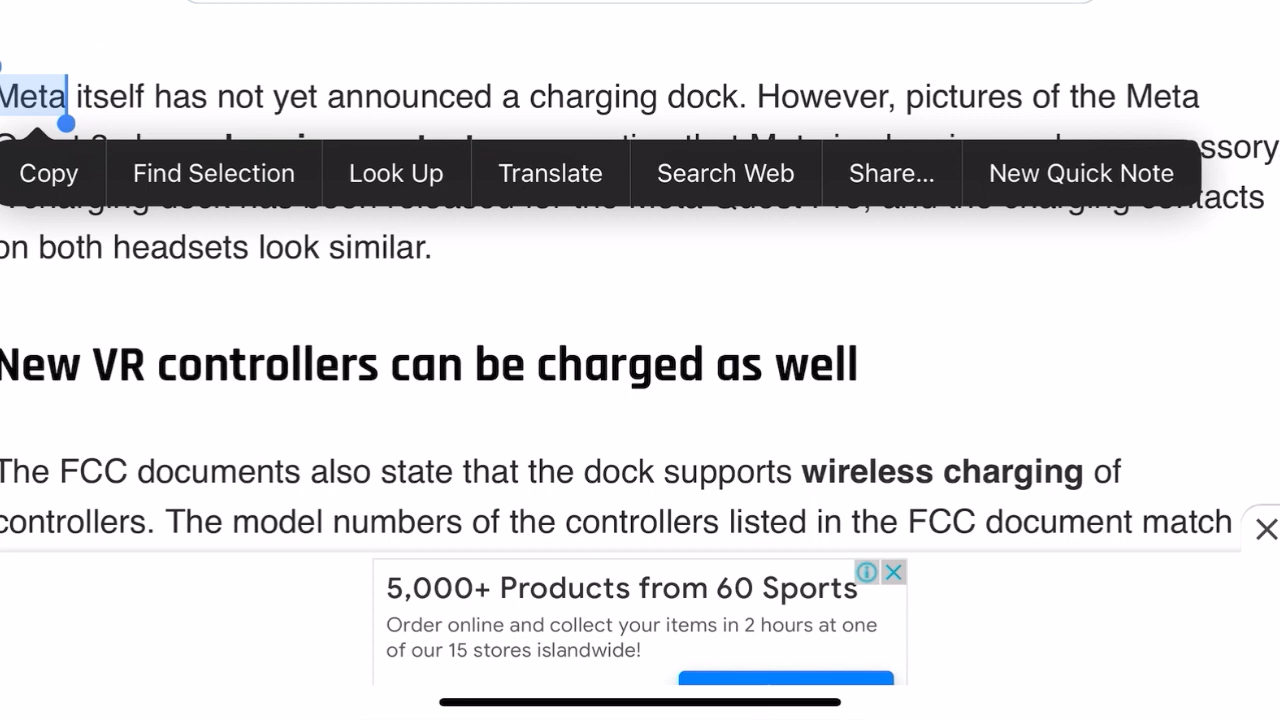 Meta itself has not yet announced a charging dock. However, pictures of the Meta
Copy Find Selection Look Up Translate Search Web Share... New Quick Note
on both headsets look similar.
New VR controllers can be charged as well
The FCC documents also state that the dock supports wireless charging of
controllers. The model numbers of the controllers listed in the FCC document match
5,000+ Products from 60 Sports
Order online and collect your items in 2 hours at one
of our 15 stores islandwide!